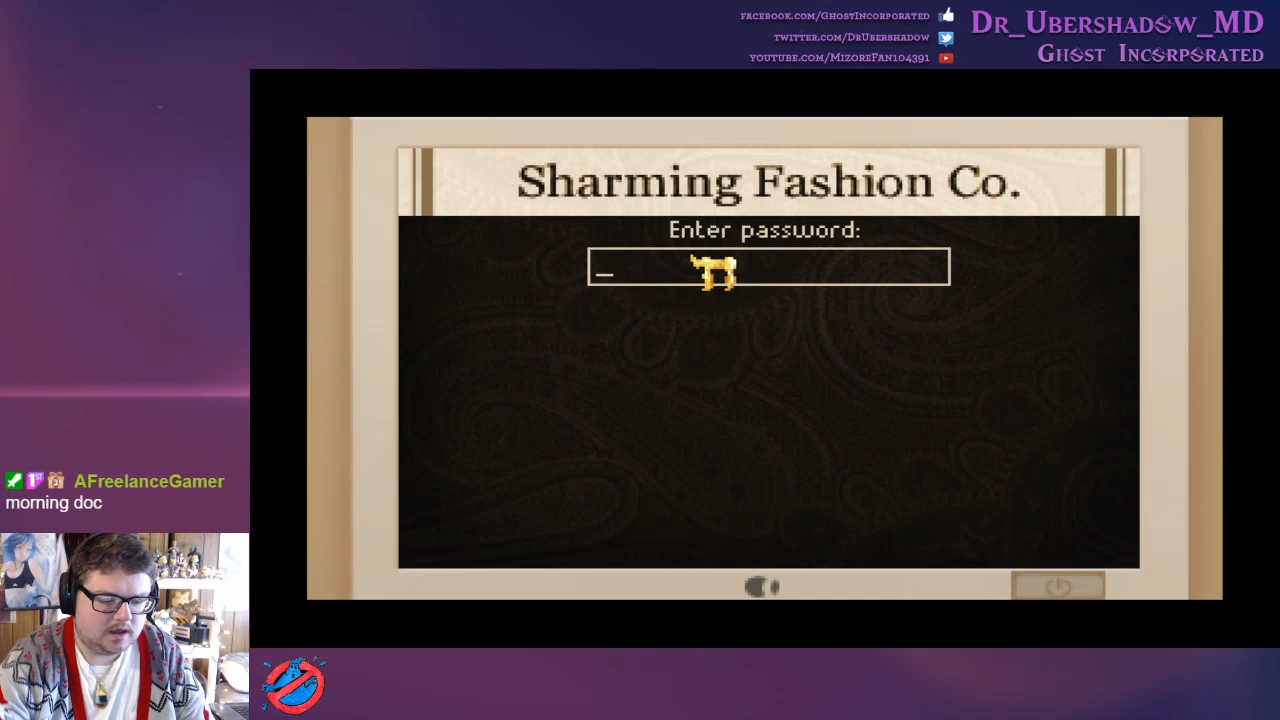 facebook.com/GhostIncorporated
twitter.com/DrUbershadow
youtube.com/MizoreFan104391
Dr_Ubershadow_MD
Ghost Incorporated
Sharming Fashion Co.
Enter password:
_
AFreelanceGamer
morning doc